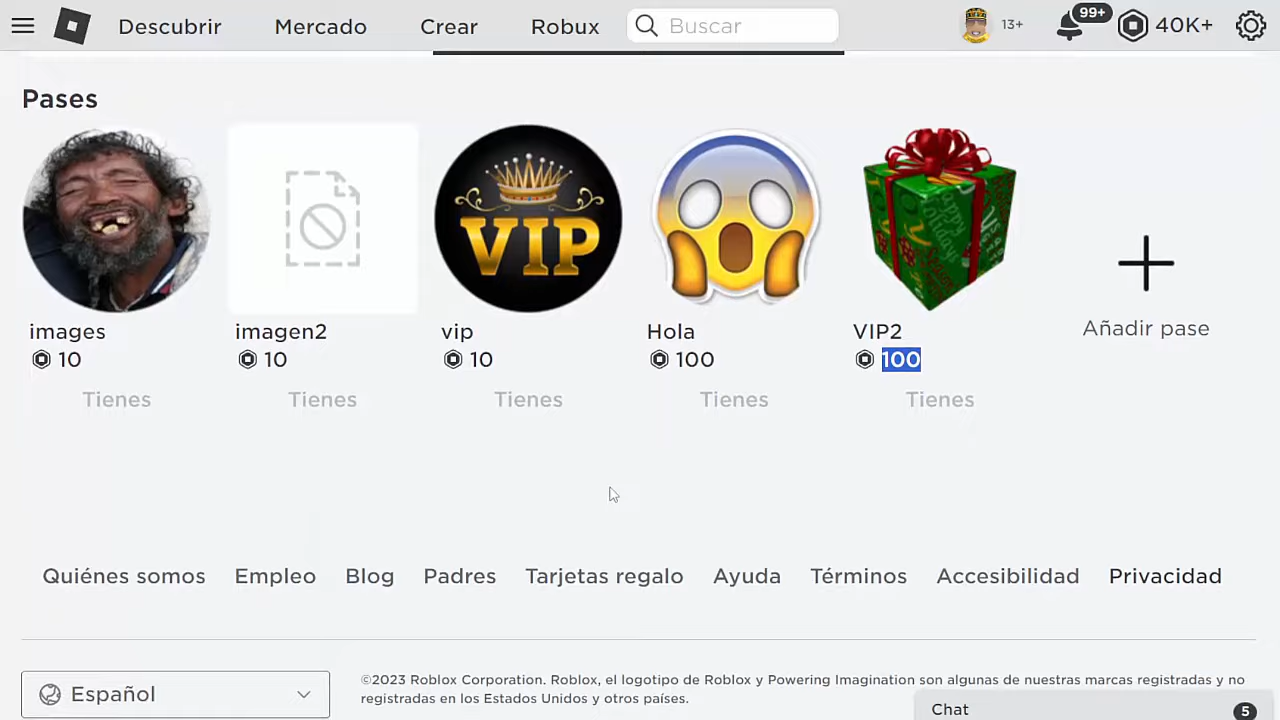 Descubrir Mercado Crear Robux Buscar 13+ 99+ 40K+
Pases
VIP
images imagen2 vip Hola VIP2
10 10 10 100 100
Añadir pase
Tienes Tienes Tienes Tienes Tienes
Quiénes somos Empleo Blog Padres Tarjetas regalo Ayuda Términos Accesibilidad Privacidad
Español
©2023 Roblox Corporation. Roblox, el logotipo de Roblox y Powering Imagination son algunas de nuestras marcas registradas y no
registradas en los Estados Unidos y otros países.
Chat 5